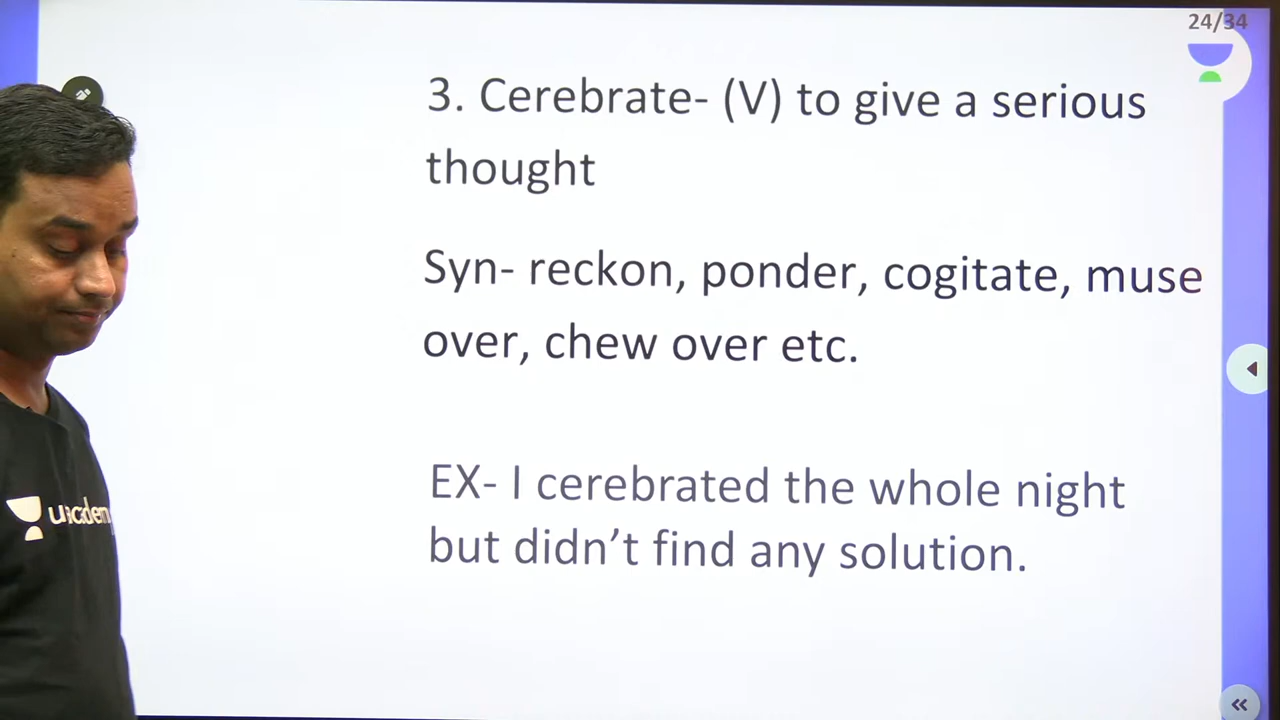 24/34
3. Cerebrate- (V) to give a serious
thought
Syn- reckon, ponder, cogitate, muse
over, chew over etc.
EX- I cerebrated the whole night
but didn’t find any solution.